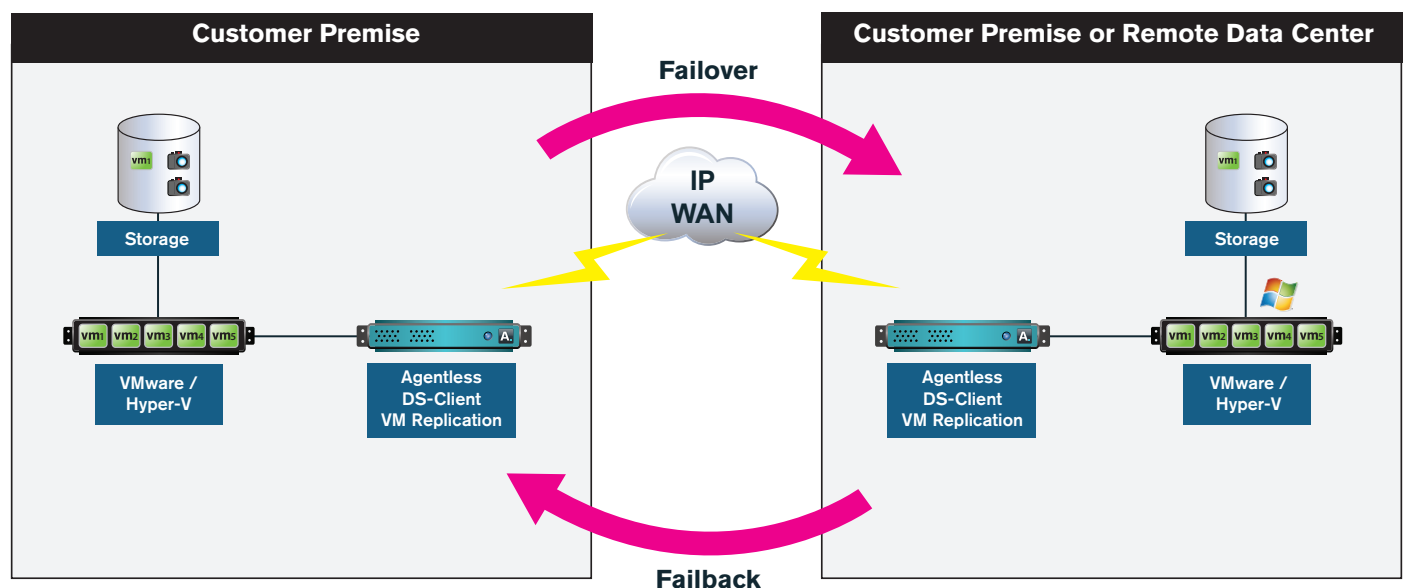 Customer Premise
Customer Premise or Remote Data Center
Failover
IP
WAN
vm1
Storage
vm1 vm2 vm3 vm4 vm5
VMware /
Hyper-V
A.
Agentless
DS-Client
VM Replication
vm1
Storage
A.
Agentless
DS-Client
VM Replication
vm1 vm2 vm3 vm4 vm5
VMware /
Hyper-V
Failback